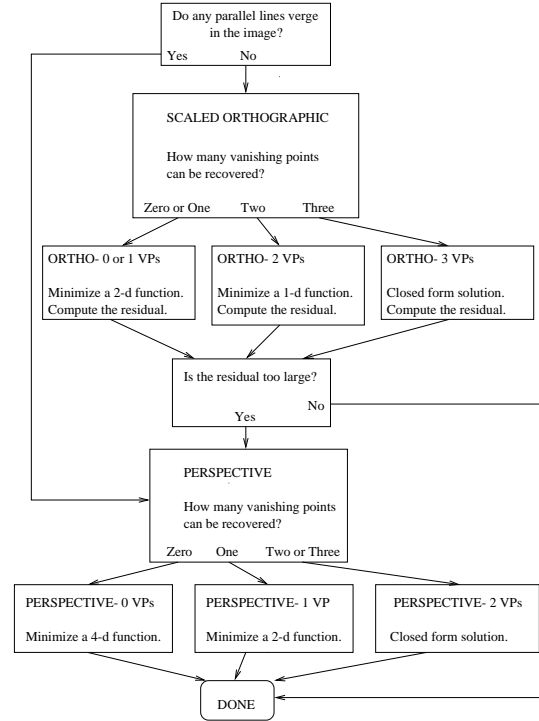 Do any parallel lines verge
in the image?
Yes No
SCALED ORTHOGRAPHIC
How many vanishing points
can be recovered?
Zero or One Two Three
ORTHO- 0 or 1 VPs
Minimize a 2-d function.
Compute the residual.
ORTHO- 2 VPs
Minimize a 1-d function.
Compute the residual.
ORTHO- 3 VPs
Closed form solution.
Compute the residual.
Is the residual too large?
No
Yes
PERSPECTIVE
How many vanishing points
can be recovered?
Zero One Two or Three
PERSPECTIVE- 0 VPs
Minimize a 4-d function.
PERSPECTIVE- 1 VP
Minimize a 2-d function.
PERSPECTIVE- 2 VPs
Closed form solution.
DONE